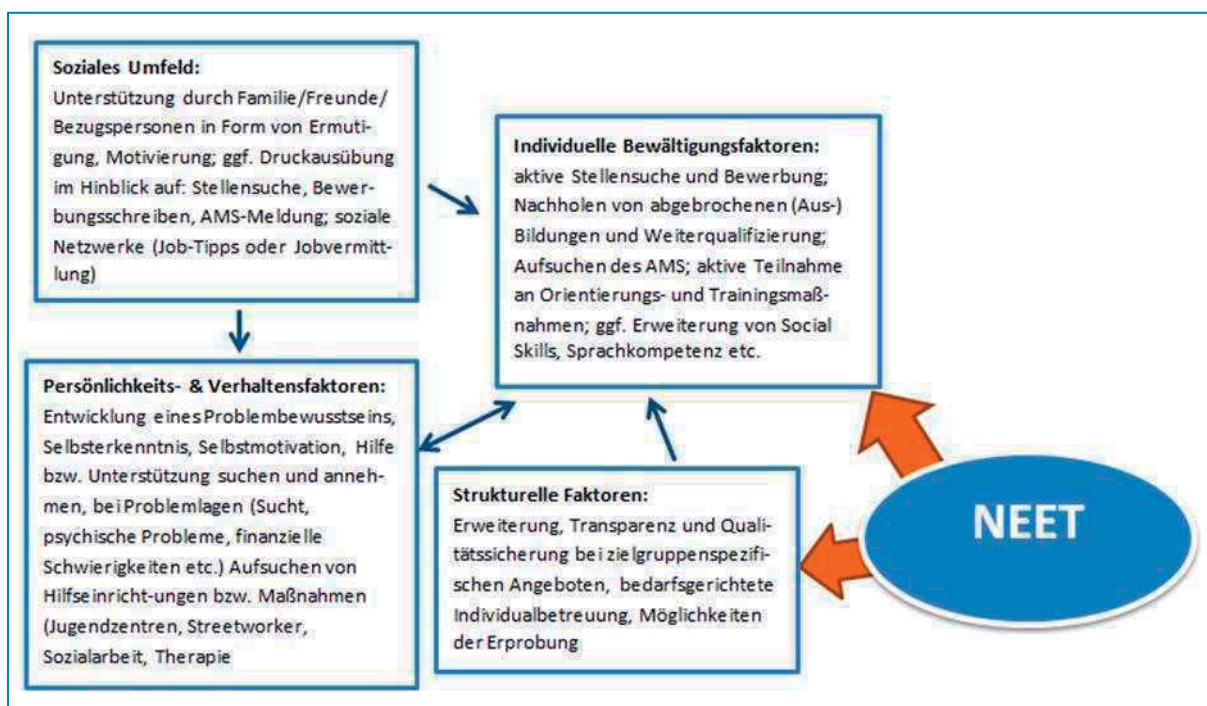 Soziales Umfeld:
Unterstützung durch Familie/Freunde/
Bezugspersonen in Form von Ermuti-
gung, Motivierung; ggf. Druckausübung
im Hinblick auf: Stellensuche, Bewer-
bungsschreiben, AMS-Meldung; soziale
Netzwerke (Job-Tipps oder Jobvermitt-
lung)
Individuelle Bewältigungsfaktoren:
aktive Stellensuche und Bewerbung;
Nachholen von abgebrochenen (Aus-)
Bildungen und Weiterqualifizierung;
Aufsuchen des AMS; aktive Teilnahme
an Orientierungs- und Trainingsmaß-
nahmen; ggf. Erweiterung von Social
Skills, Sprachkompetenz etc.
Persönlichkeits- & Verhaltensfaktoren:
Entwicklung eines Problembewusstseins,
Selbsterkenntnis, Selbstmotivation, Hilfe
bzw. Unterstützung suchen und anneh-
men, bei Problemlagen (Sucht,
psychische Probleme, finanzielle
Schwierigkeiten etc.) Aufsuchen von
Hilfseinricht-ungen bzw. Maßnahmen
(Jugendzentren, Streetworker,
Sozialarbeit, Therapie
Strukturelle Faktoren:
Erweiterung, Transparenz und Quali-
tätssicherung bei zielgruppenspezifi-
schen Angeboten, bedarfsgerichtete
Individualbetreuung, Möglichkeiten
der Erprobung
NEET